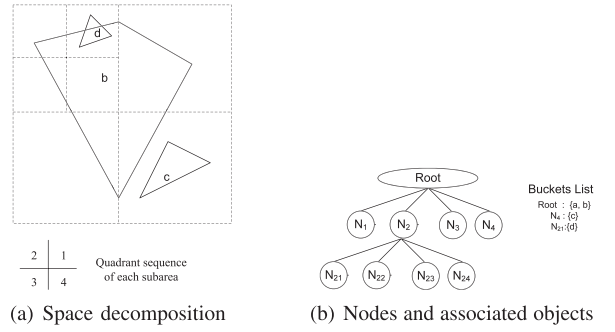 d
b
c
2 1
3 4
Quadrant sequence
of each subarea
(a) Space decomposition
Root
N1 N2 N3 N4
N21 N22 N23 N24
Buckets List
Root : {a, b}
N4 : {c}
N21:{d}
(b) Nodes and associated objects